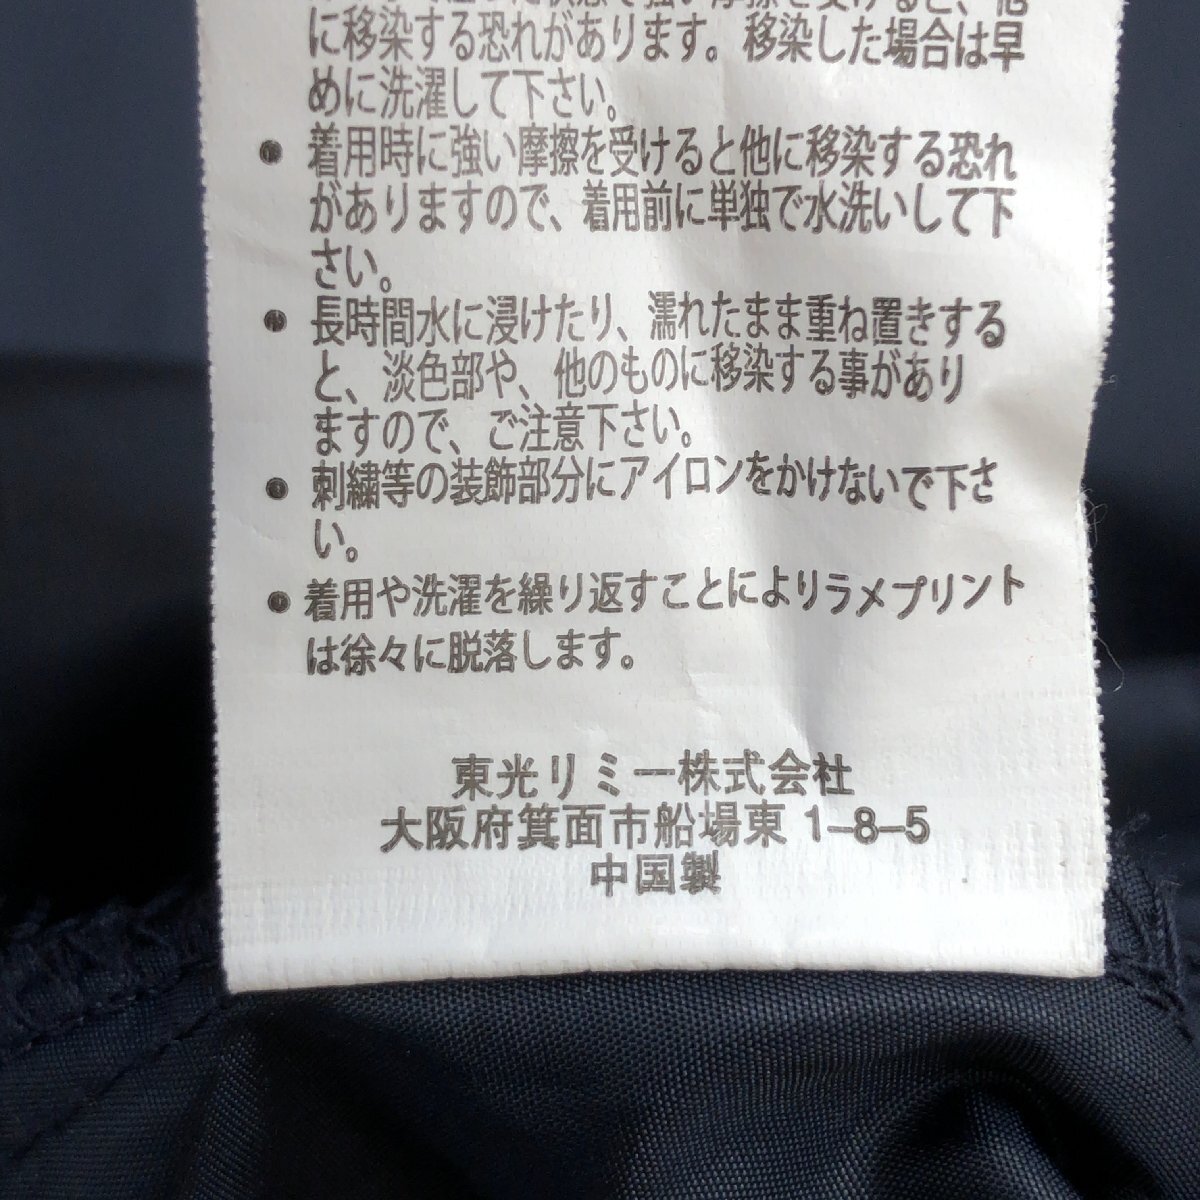 に移染する恐れがあります。移染した場合は早
めに洗濯して下さい。
● 着用時に強い摩擦を受けると他に移染する恐れ
がありますので、着用前に単独で水洗いして下
さい。
● 長時間水に浸けたり、濡れたまま重ね置きする
と、淡色部や、他のものに移染する事があり
ますので、ご注意下さい。
● 刺繍等の装飾部分にアイロンをかけないで下さ
い。
● 着用や洗濯を繰り返すことによりラメプリント
は徐々に脱落します。
東光リミー株式会社
大阪府箕面市船場東 1-8-5
中国製